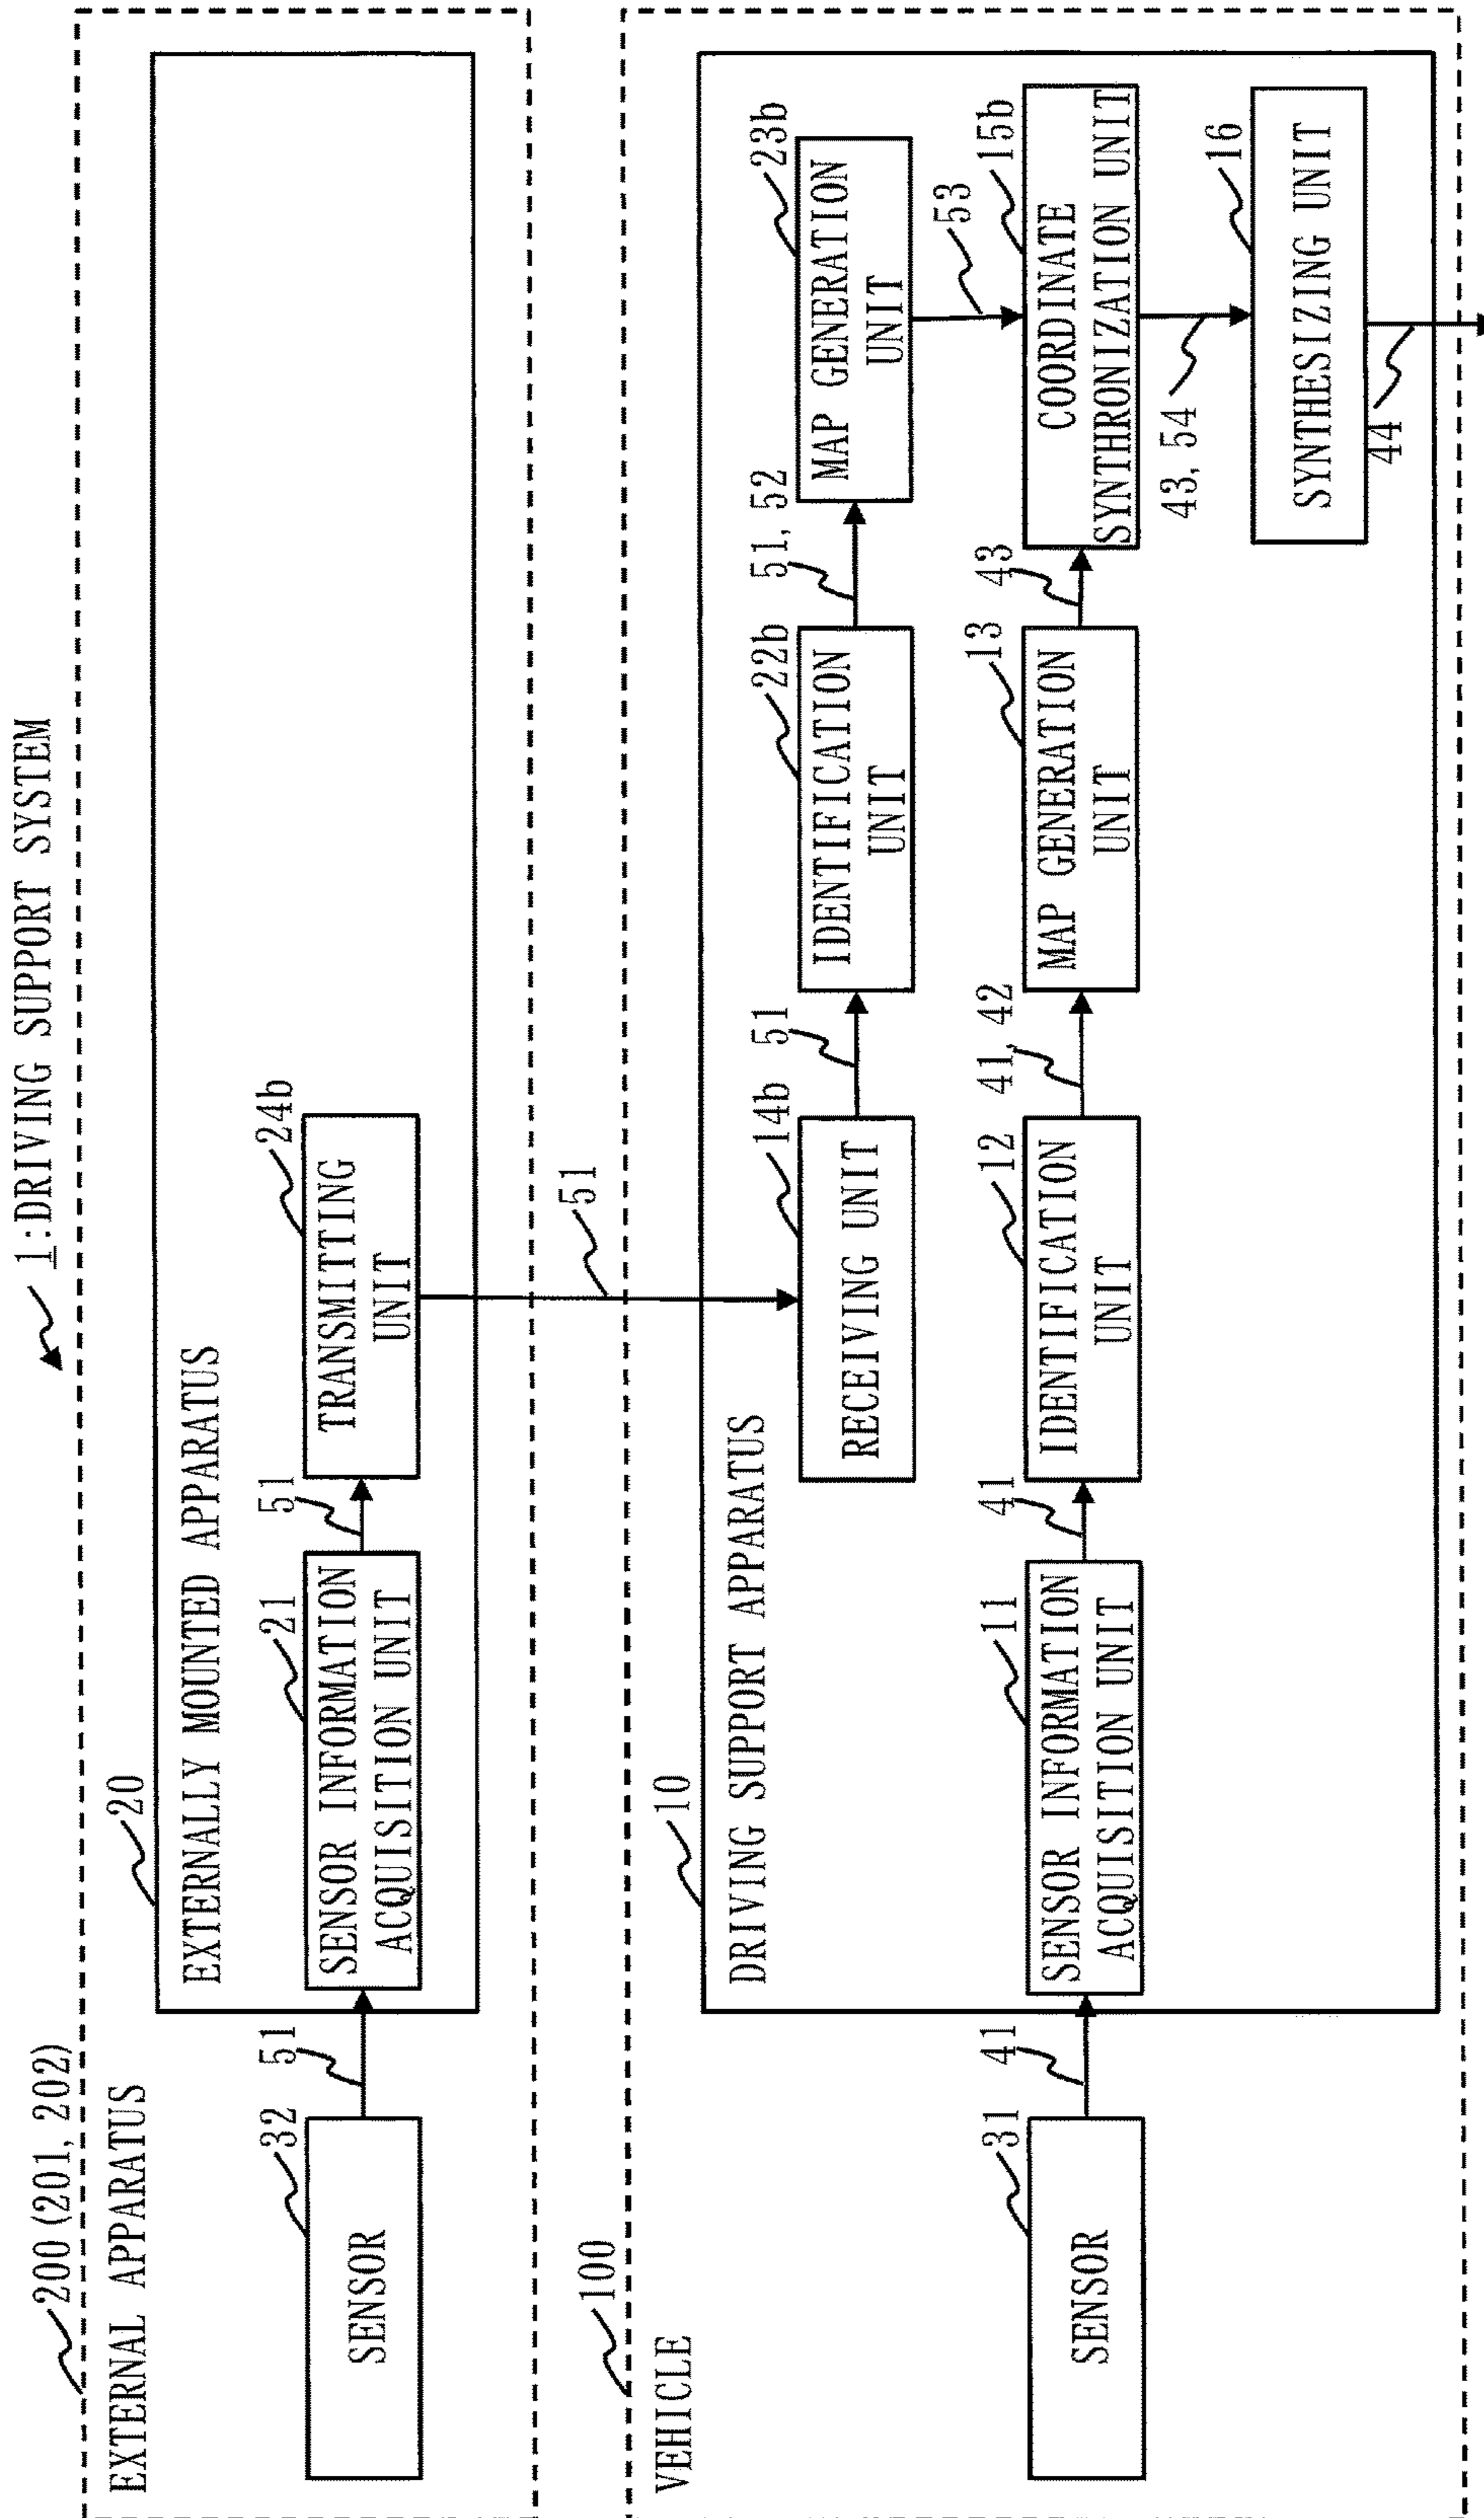 1:DRIVING SUPPORT SYSTEM
200(201, 202)
EXTERNAL APPARATUS
20
EXTERNALLY MOUNTED APPARATUS
32
SENSOR
51
21
SENSOR INFORMATION
ACQUISITION UNIT
51
24b
TRANSMITTING
UNIT
51
100
VEHICLE
10
DRIVING SUPPORT APPARATUS
14b
RECEIVING UNIT
51
22b
IDENTIFICATION
UNIT
51, 52
23b
MAP GENERATION
UNIT
53
31
SENSOR
41
11
SENSOR INFORMATION
ACQUISITION UNIT
41
12
IDENTIFICATION
UNIT
41, 42
13
MAP GENERATION
UNIT
43
15b
COORDINATE
SYNTHRONIZATION UNIT
43, 54
16
SYNTHESIZING UNIT
44